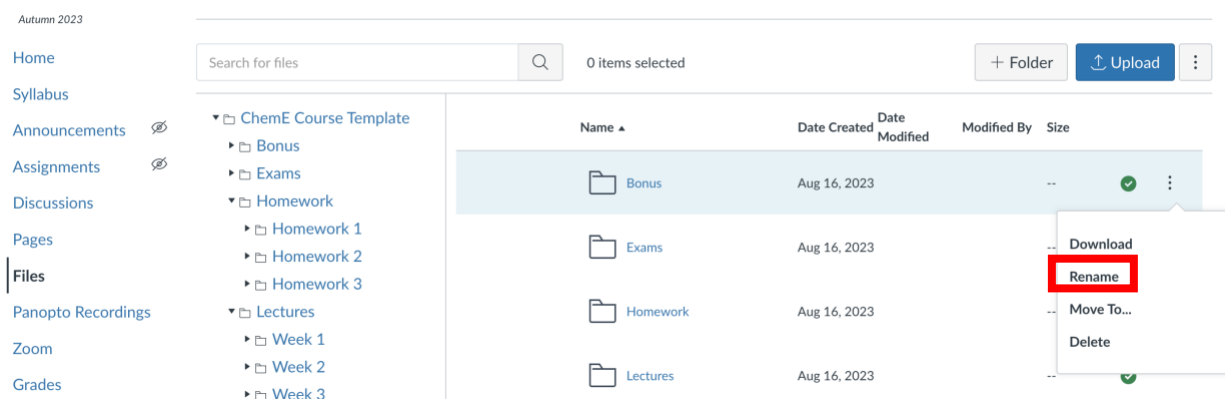 Autumn 2023
Home
Syllabus
Announcements
Assignments
Discussions
Pages
Files
Panopto Recordings
Zoom
Grades
Search for files
0 items selected
+ Folder
Upload
ChemE Course Template
Bonus
Exams
Homework
Homework 1
Homework 2
Homework 3
Lectures
Week 1
Week 2
Week 3
Name Date Created Date Modified Modified By Size
Bonus Aug 16, 2023 --
Exams Aug 16, 2023 --
Homework Aug 16, 2023 --
Lectures Aug 16, 2023 --
Download
Rename
Move To...
Delete